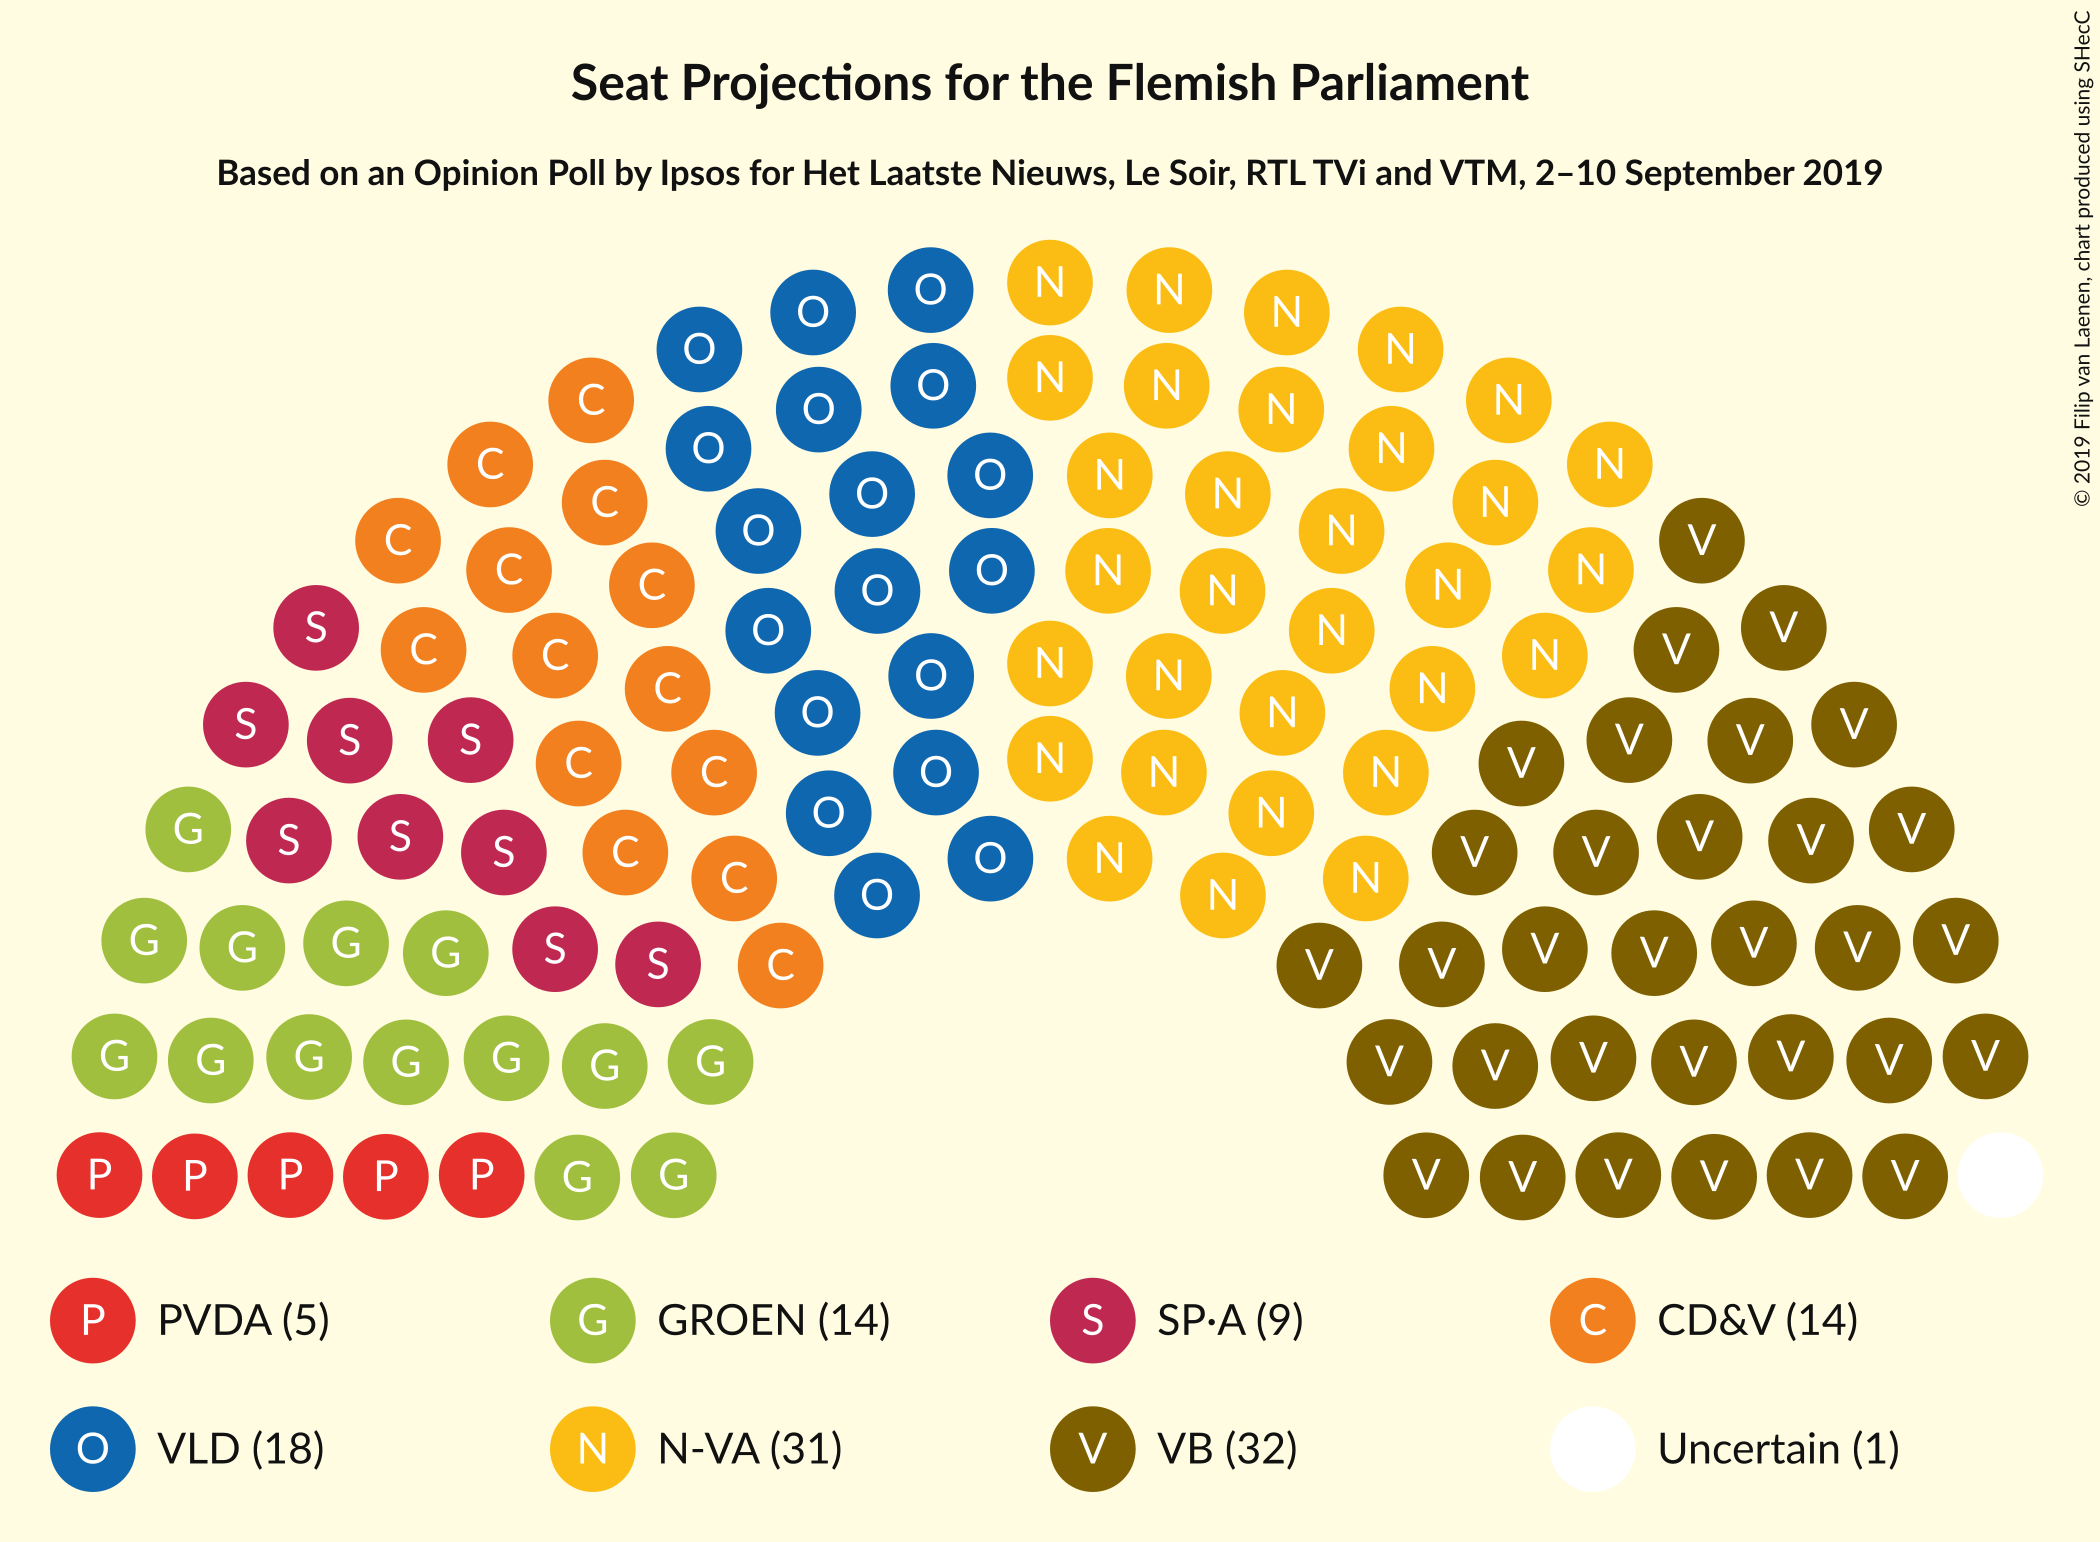 Seat Projections for the Flemish Parliament
Based on an Opinion Poll by Ipsos for Het Laatste Nieuws, Le Soir, RTL TVi and VTM, 2–10 September 2019
© 2019 Filip van Laenen, chart produced using SHecC
O O O N N N N N N
C O O O N N N N
C C O O O N N N N N
C C C O O O N N N N N V
S C C C O O O N N N N N N V V
S S S C C O O N N N N V V V V
G S S S C C O O N N N N V V V V V
G G G G S S C V V V V V V V
G G G G G G G V V V V V V V
P P P P P G G V V V V V V
P PVDA (5)
G GROEN (14)
S SP·A (9)
C CD&V (14)
O VLD (18)
N N-VA (31)
V VB (32)
Uncertain (1)